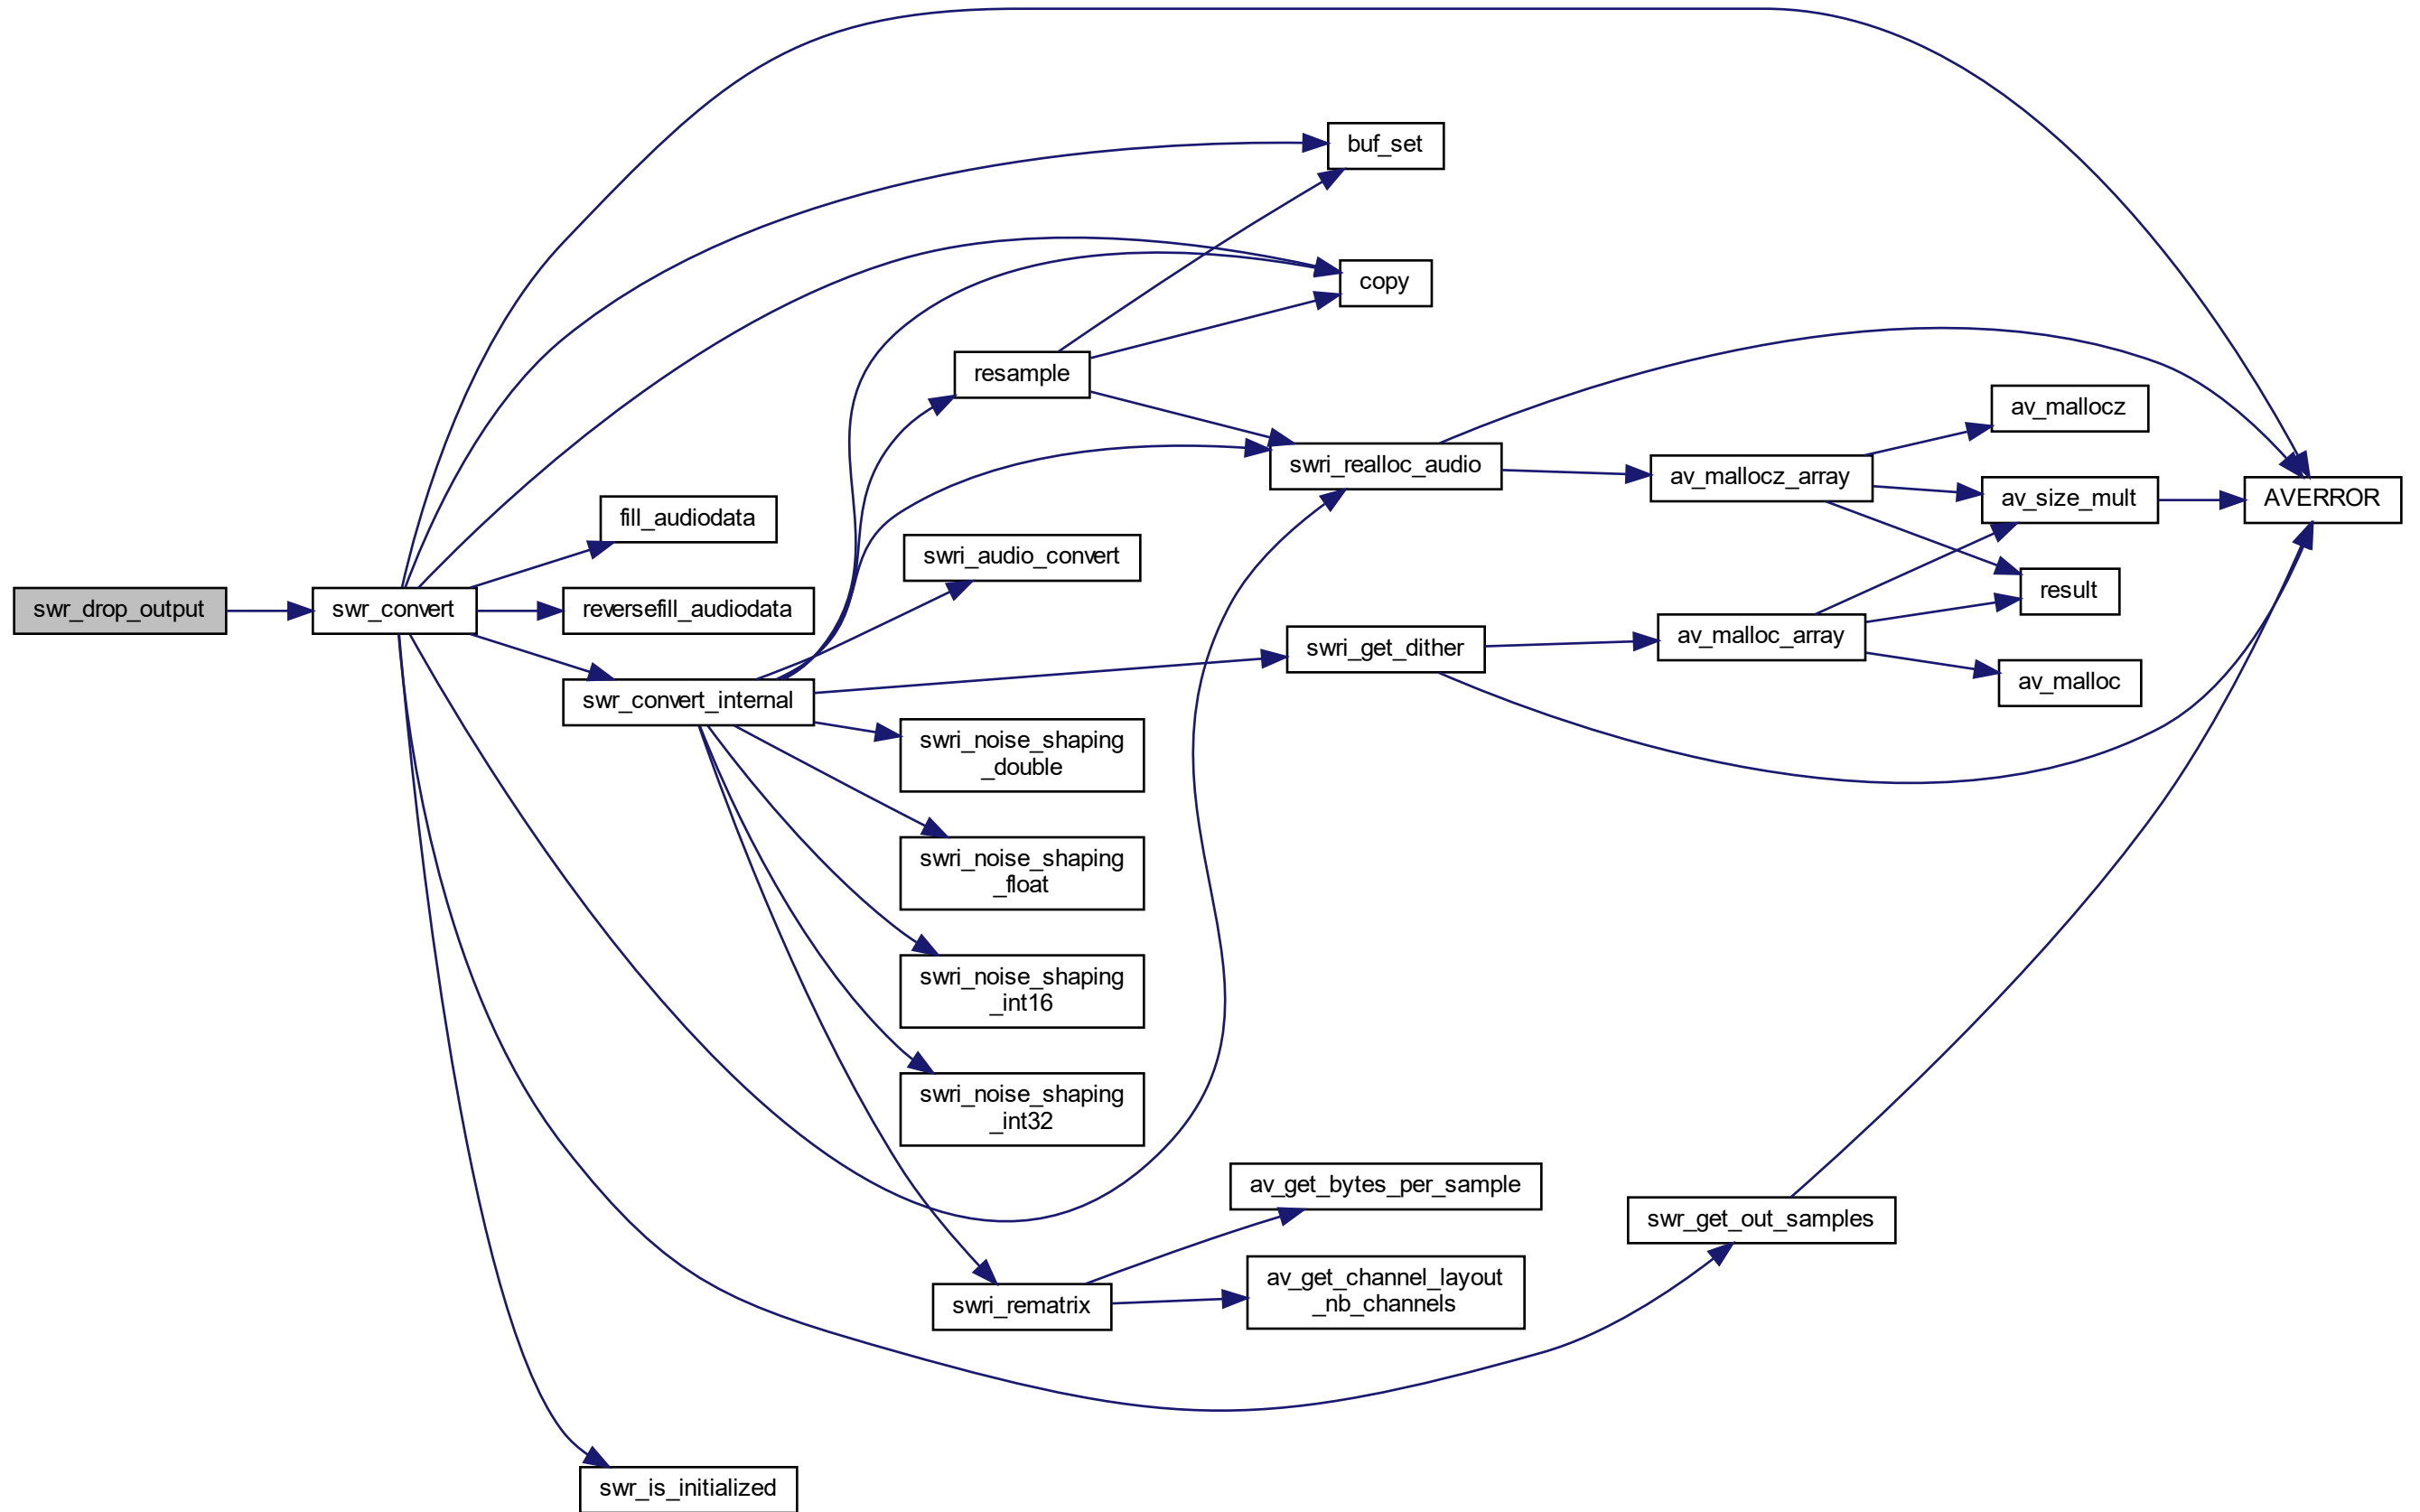 buf_set
copy
resample
av_mallocz
swri_realloc_audio
av_mallocz_array
fill_audiodata
av_size_mult
AVERROR
swri_audio_convert
result
swr_drop_output
swr_convert
reversefill_audiodata
swri_get_dither
av_malloc_array
av_malloc
swr_convert_internal
swri_noise_shaping
_double
swri_noise_shaping
_float
swri_noise_shaping
_int16
swri_noise_shaping
_int32
av_get_bytes_per_sample
swr_get_out_samples
av_get_channel_layout
_nb_channels
swri_rematrix
swr_is_initialized